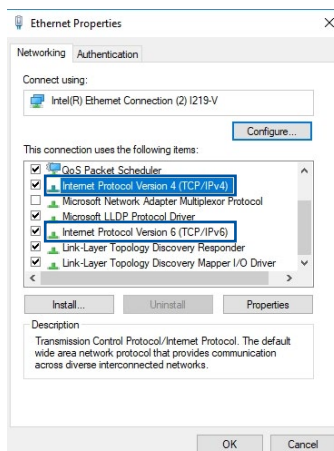 Ethernet Properties
Networking
Authentication
Connect using:
Intel(R) Ethernet Connection (2) I219-V
Configure...
This connection uses the following items:
QoS Packet Scheduler
Internet Protocol Version 4 (TCP/IPv4)
Microsoft Network Adapter Multiplexor Protocol
Microsoft LLDP Protocol Driver
Internet Protocol Version 6 (TCP/IPv6)
Link-Layer Topology Discovery Responder
Link-Layer Topology Discovery Mapper I/O Driver
Install...
Uninstall
Properties
Description
Transmission Control Protocol/Internet Protocol. The default
wide area network protocol that provides communication
across diverse interconnected networks.
OK
Cancel